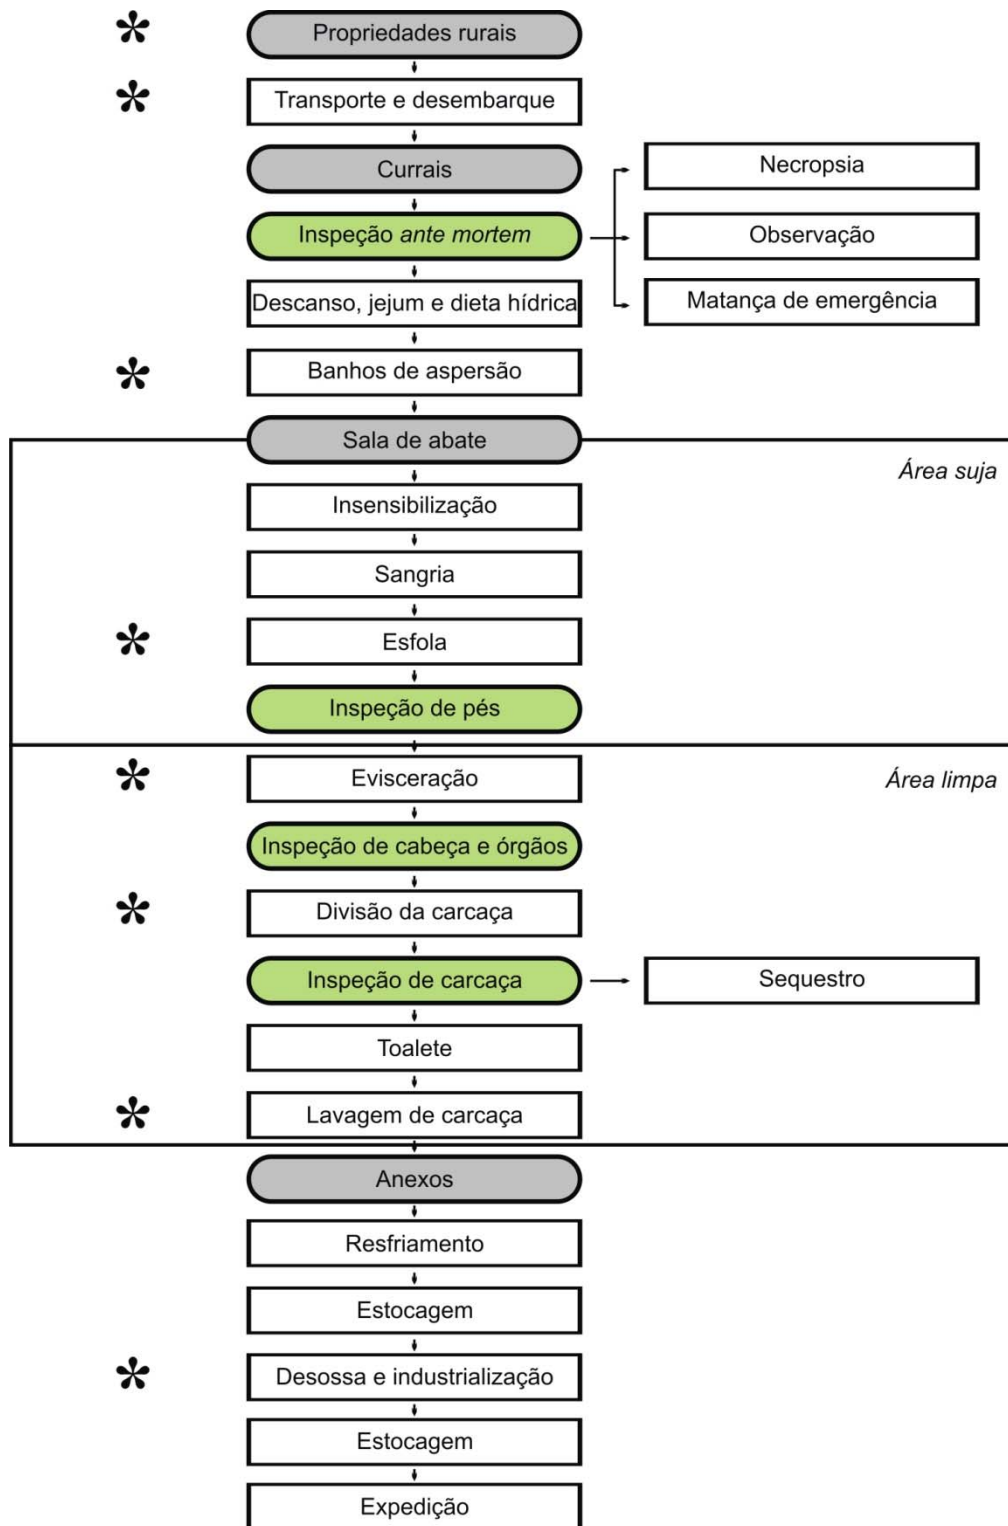 * Propriedades rurais
* Transporte e desembarque
Currais
Necropsia
Inspeção ante mortem
Observação
Descanso, jejum e dieta hídrica
Matança de emergência
* Banhos de aspersão
Sala de abate
Área suja
Insensibilização
Sangria
* Esfola
Inspeção de pés
* Evisceração
Área limpa
Inspeção de cabeça e órgãos
* Divisão da carcaça
Inspeção de carcaça
Sequestro
Toalete
* Lavagem de carcaça
Anexos
Resfriamento
Estocagem
* Desossa e industrialização
Estocagem
Expedição